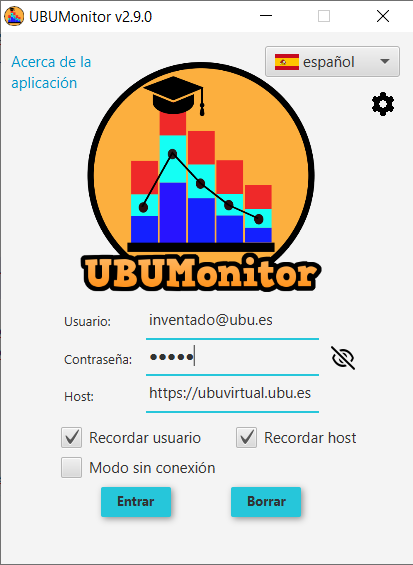 UBUMonitor v2.9.0
Acerca de la
aplicación
español
UBUMonitor
Usuario: inventado@ubu.es
Contraseña: •••••
Host: https://ubuvirtual.ubu.es
Recordar usuario Recordar host
Modo sin conexión
Entrar Borrar